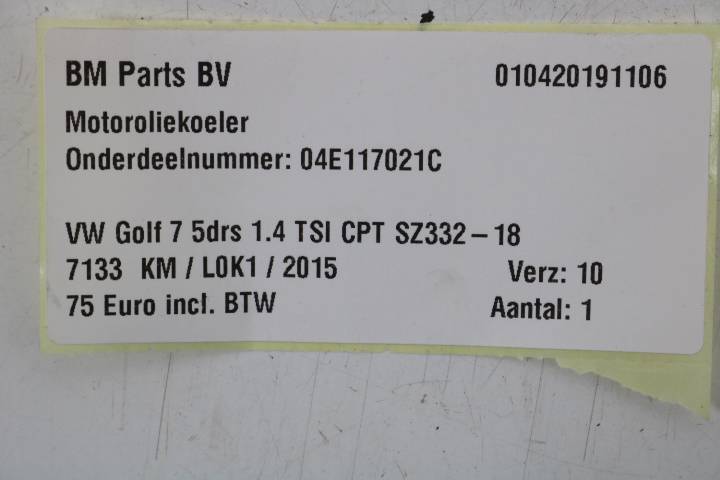 BM Parts BV 010420191106
Motoroliekoeler
Onderdeelnummer: 04E117021C
VW Golf 7 5drs 1.4 TSI CPT SZ332-18
7133 KM / L0K1 / 2015 Verz: 10
75 Euro incl. BTW Aantal: 1